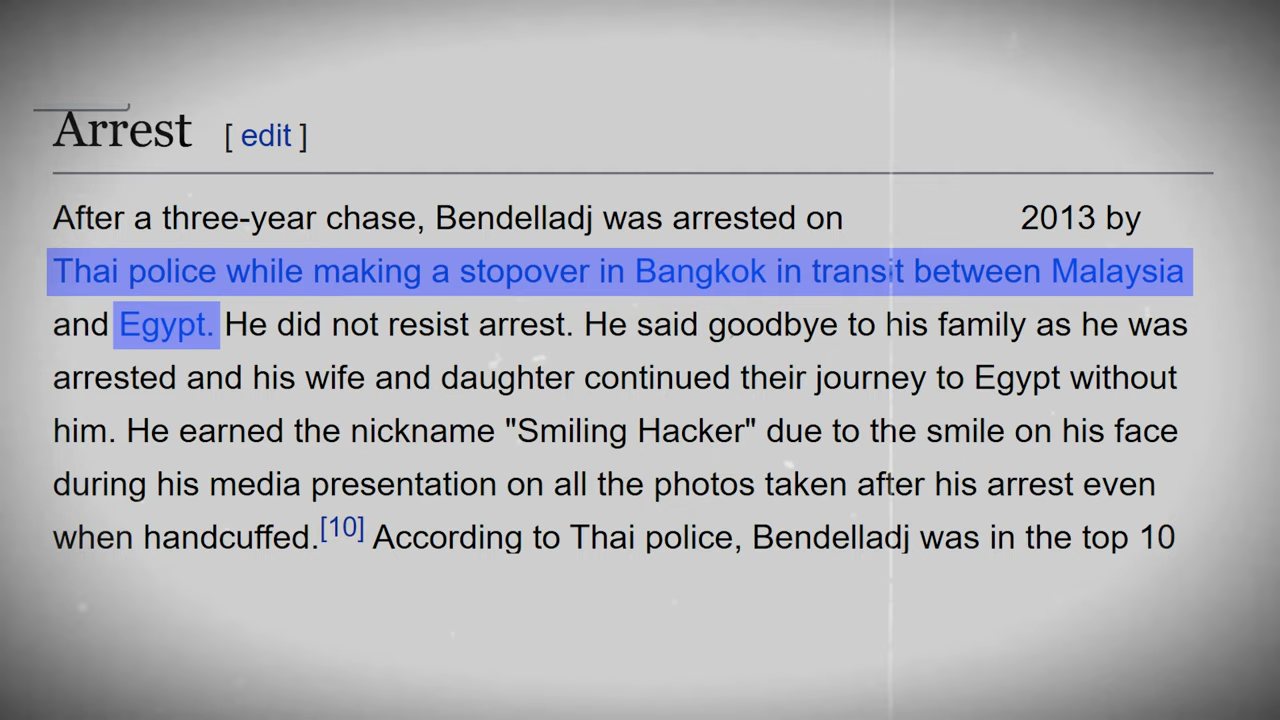 Arrest [ edit ]
After a three-year chase, Bendelladj was arrested on 2013 by
Thai police while making a stopover in Bangkok in transit between Malaysia
and Egypt. He did not resist arrest. He said goodbye to his family as he was
arrested and his wife and daughter continued their journey to Egypt without
him. He earned the nickname "Smiling Hacker" due to the smile on his face
during his media presentation on all the photos taken after his arrest even
when handcuffed.[10] According to Thai police, Bendelladj was in the top 10